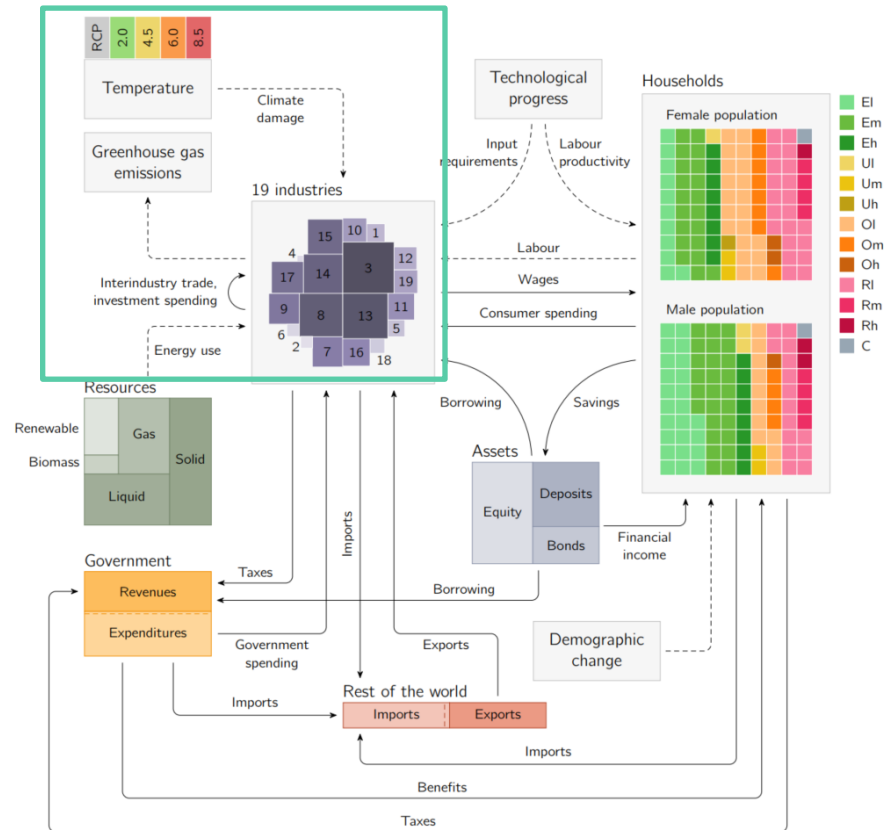 RCP
2.0
4.5
6.0
8.5
Temperature
Climate
damage
Greenhouse gas
emissions
19 industries
15
10
1
4
14
3
12
17
19
9
8
13
11
6
5
2
7
16
18
Interindustry trade,
investment spending
Energy use
Technological
progress
Input
requirements
Labour
productivity
Labour
Wages
Consumer spending
Borrowing
Savings
Households
Female population
Male population
El
Em
Eh
Ul
Um
Uh
Ol
Om
Oh
Rl
Rm
Rh
C
Resources
Renewable
Biomass
Gas
Solid
Liquid
Assets
Equity
Deposits
Bonds
Financial
income
Imports
Government
Revenues
Expenditures
Taxes
Borrowing
Government
spending
Exports
Demographic
change
Imports
Rest of the world
Imports
Exports
Imports
Benefits
Taxes